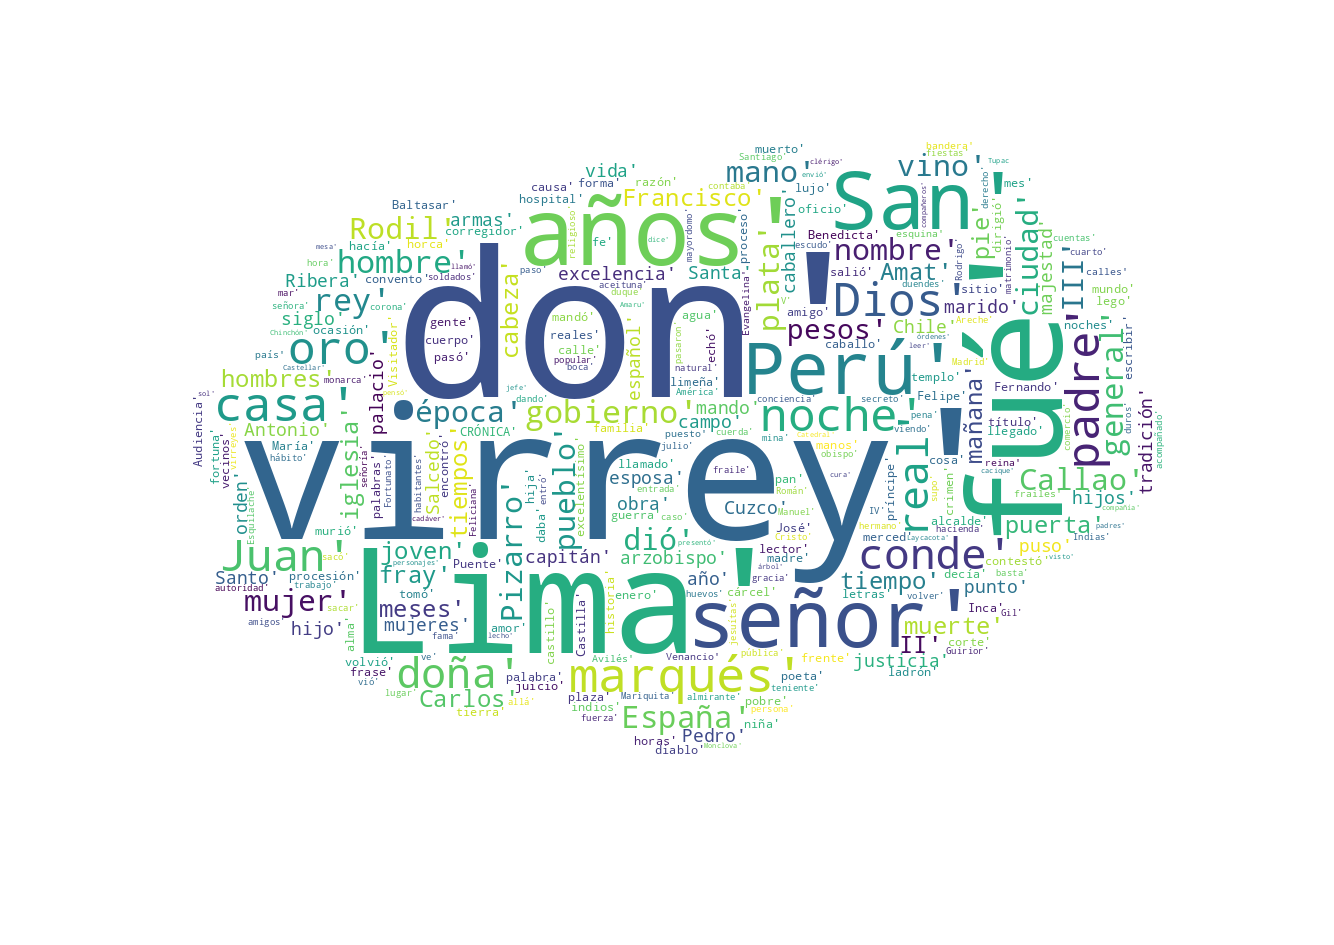 bandera'
muerto' fiestas'
Santiago' clérigo' Tupac'
vida' mano' envió' vino'
causa' forma' razón' contaba' lujo' derecho' mes'
hospital' Francisco' San' compañeros'
Baltasar' armas' religioso' caballero' oficio' pie' dirigió' ciudad'
Rodil' corregidor' años' mayordomo' proceso' Benedicta' esquina' cuentas'
mesa' hacía' horca' fe' dice' plata' escudo' nombre' Rodrigo' matrimonio' majestad' cuarto'
hora' hombre' llamó' paso' excelencia' Santa' salió' Amat' duendes' III' calles'
Ribera' convento' soldados' aceituna' Evangelina' V' sitio' mundo'
mar' rey' cabeza' duque' Amaru' Dios' marido' lego'
señora' corona' don' mandó' agua' amigo'
siglo' gente' reales' español' pesos' Chile' Areche' noches' escribir'
Chinchón' ocasión' cuerpo' calle' pasaron' echó' caballo' órdenes' leer'
oro' Visitador' pasó' popular' natural' Perú' Madrid' fué' padre' general'
país' Castellar' boca' limeña' templo'
hombres' monarca' palacio' jefe' América' conciencia' secreto' Felipe' mañana' Fernando' duros'
sol' casa' dando' mando' pena' título' tradición'
Audiencia' época' gobierno' campo' noche' viendo' llegado' comercio' acompañado'
Antonio' CRÓNICA' familia' puesto' cuerda' Catedral' real'
fortuna' vecinos' virreyes' María' iglesia' Salcedo' tiempos' pueblo' julio' mina' manos' cosa' reina' cacique'
hábito' señoría' encontró' llamado' obispo'
virrey' hija' entró' esposa' fraile' cura' príncipe' Callao'
orden' Esquilache' palabras' Fortunato' habitantes' daba' excelentísimo' entrada' pan' Román' supo' crimen' frailes' hijos'
cadáver' Feliciana' Pizarro' obra' Cuzco' Manuel' IV' hacienda' compañía'
murió' guerra' caso' José' Cristo' hermano' alcalde' puerta' Indias' padres'
Juan' sacó' joven' dió' presentó' merced' Laycacota' contestó'
personajes' Puente' capitán' arzobispo' lector' conde' puso' visto'
Santo' procesión' fray' año' madre' decía' basta'
autoridad' trabajo' tomó' Lima' enero' huevos' cárcel' árbol' gracia' tiempo' punto'
mujer' sacar' meses' amor' castillo' Castilla' historia' letras' volver' Inca' Gil'
amigos' hijo' alma' mujeres' fama' lecho' jesuitas' señor' II' muerte'
volvió' ve' Avilés' Venancio' pública' frente' corte' Guirior'
frase' doña' palabra' marqués' poeta' justicia' ladrón'
vió' juicio' teniente'
lugar' Carlos' allá' plaza' Mariquita' almirante' pobre'
tierra' indios' España' persona'
fuerza' niña'
horas' Pedro'
diablo' Monclova'